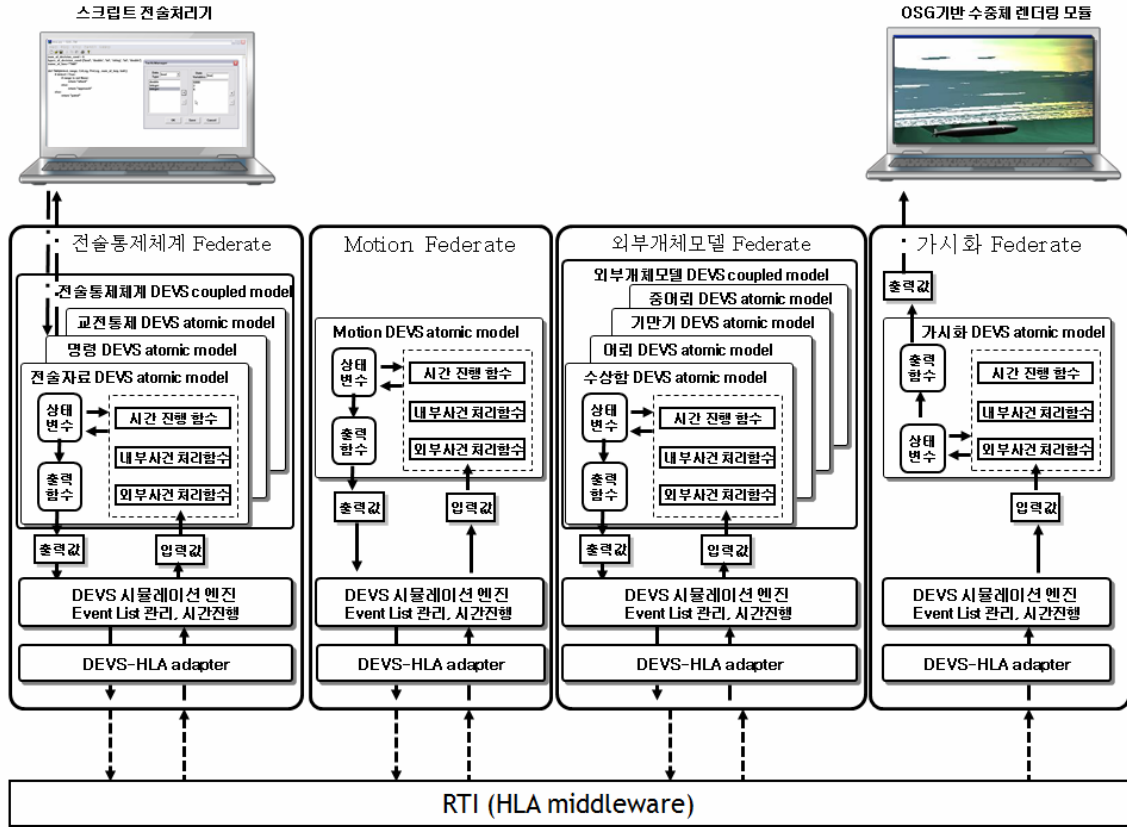 스크립트 전술처리기
OSG기반 수중체 렌더링 모듈
전술통제체계 Federate
전술통제체계 DEVS coupled model
교전통제 DEVS atomic model
명령 DEVS atomic model
전술자료 DEVS atomic model
상태
변수
출력
함수
시간 진행 함수
내부사건 처리함수
외부사건 처리함수
출력값
입력값
DEVS 시뮬레이션 엔진
Event List 관리, 시간진행
DEVS-HLA adapter
Motion Federate
Motion DEVS atomic model
상태
변수
출력
함수
시간 진행 함수
내부사건 처리함수
외부사건 처리함수
출력값
입력값
DEVS 시뮬레이션 엔진
Event List 관리, 시간진행
DEVS-HLA adapter
외부개체모델 Federate
외부개체모델 DEVS coupled model
중어뢰 DEVS atomic model
기만기 DEVS atomic model
어뢰 DEVS atomic model
수상함 DEVS atomic model
상태
변수
출력
함수
시간 진행 함수
내부사건 처리함수
외부사건 처리함수
출력값
입력값
DEVS 시뮬레이션 엔진
Event List 관리, 시간진행
DEVS-HLA adapter
가시화 Federate
출력값
가시화 DEVS atomic model
출력
함수
상태
변수
시간 진행 함수
내부사건 처리함수
외부사건 처리함수
입력값
DEVS 시뮬레이션 엔진
Event List 관리, 시간진행
DEVS-HLA adapter
RTI (HLA middleware)